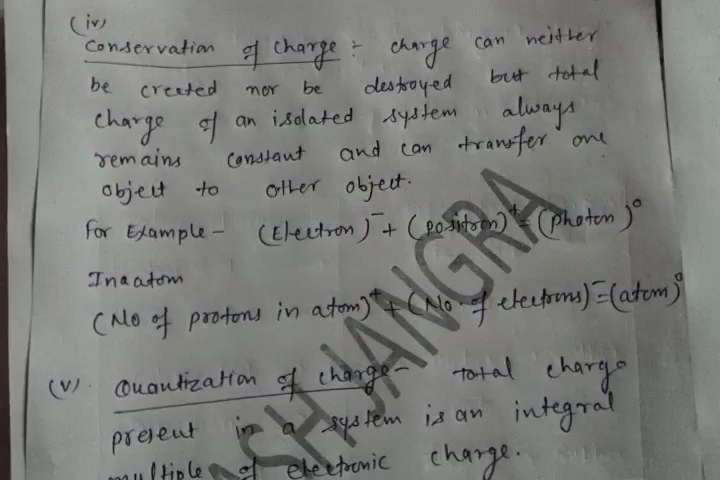 (iv)
Conservation of charge :- charge can neither
be created nor be destroyed but total
charge of an isolated system always
remains constant and can transfer one
object to other object.
For Example - (Electron)⁻ + (positron)⁺ = (photon)⁰
In a atom
(No of protons in atom)⁺ + (No. of electrons)⁻ = (atom)⁰
(v). Quantization of charge - total charge
present in a system is an integral
multiple of electronic charge.
ASH JANGRA